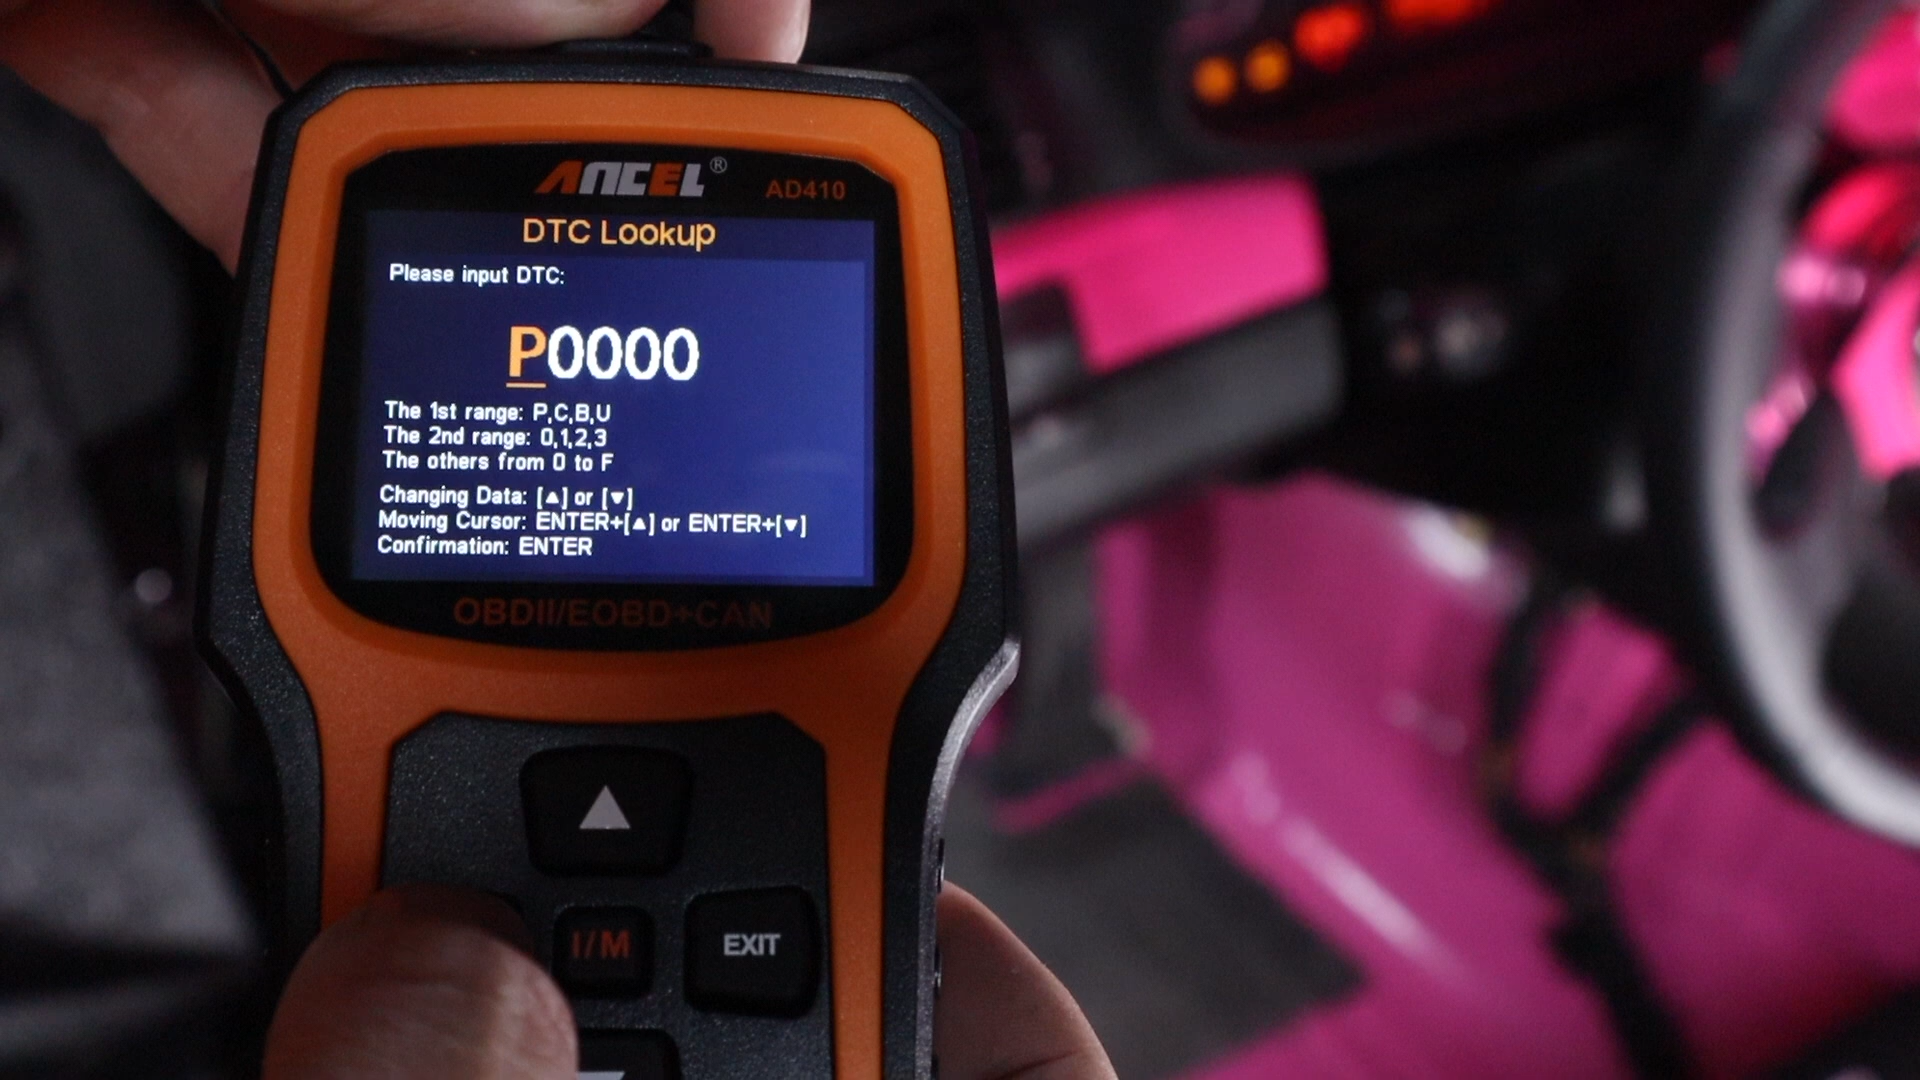 ANCEL®
AD410
DTC Lookup
Please input DTC:
P0000
The 1st range: P,C,B,U
The 2nd range: 0,1,2,3
The others from 0 to F
Changing Data: [▲] or [▼]
Moving Cursor: ENTER+[▲] or ENTER+[▼]
Confirmation: ENTER
OBDII/EOBD+CAN
I/M
EXIT